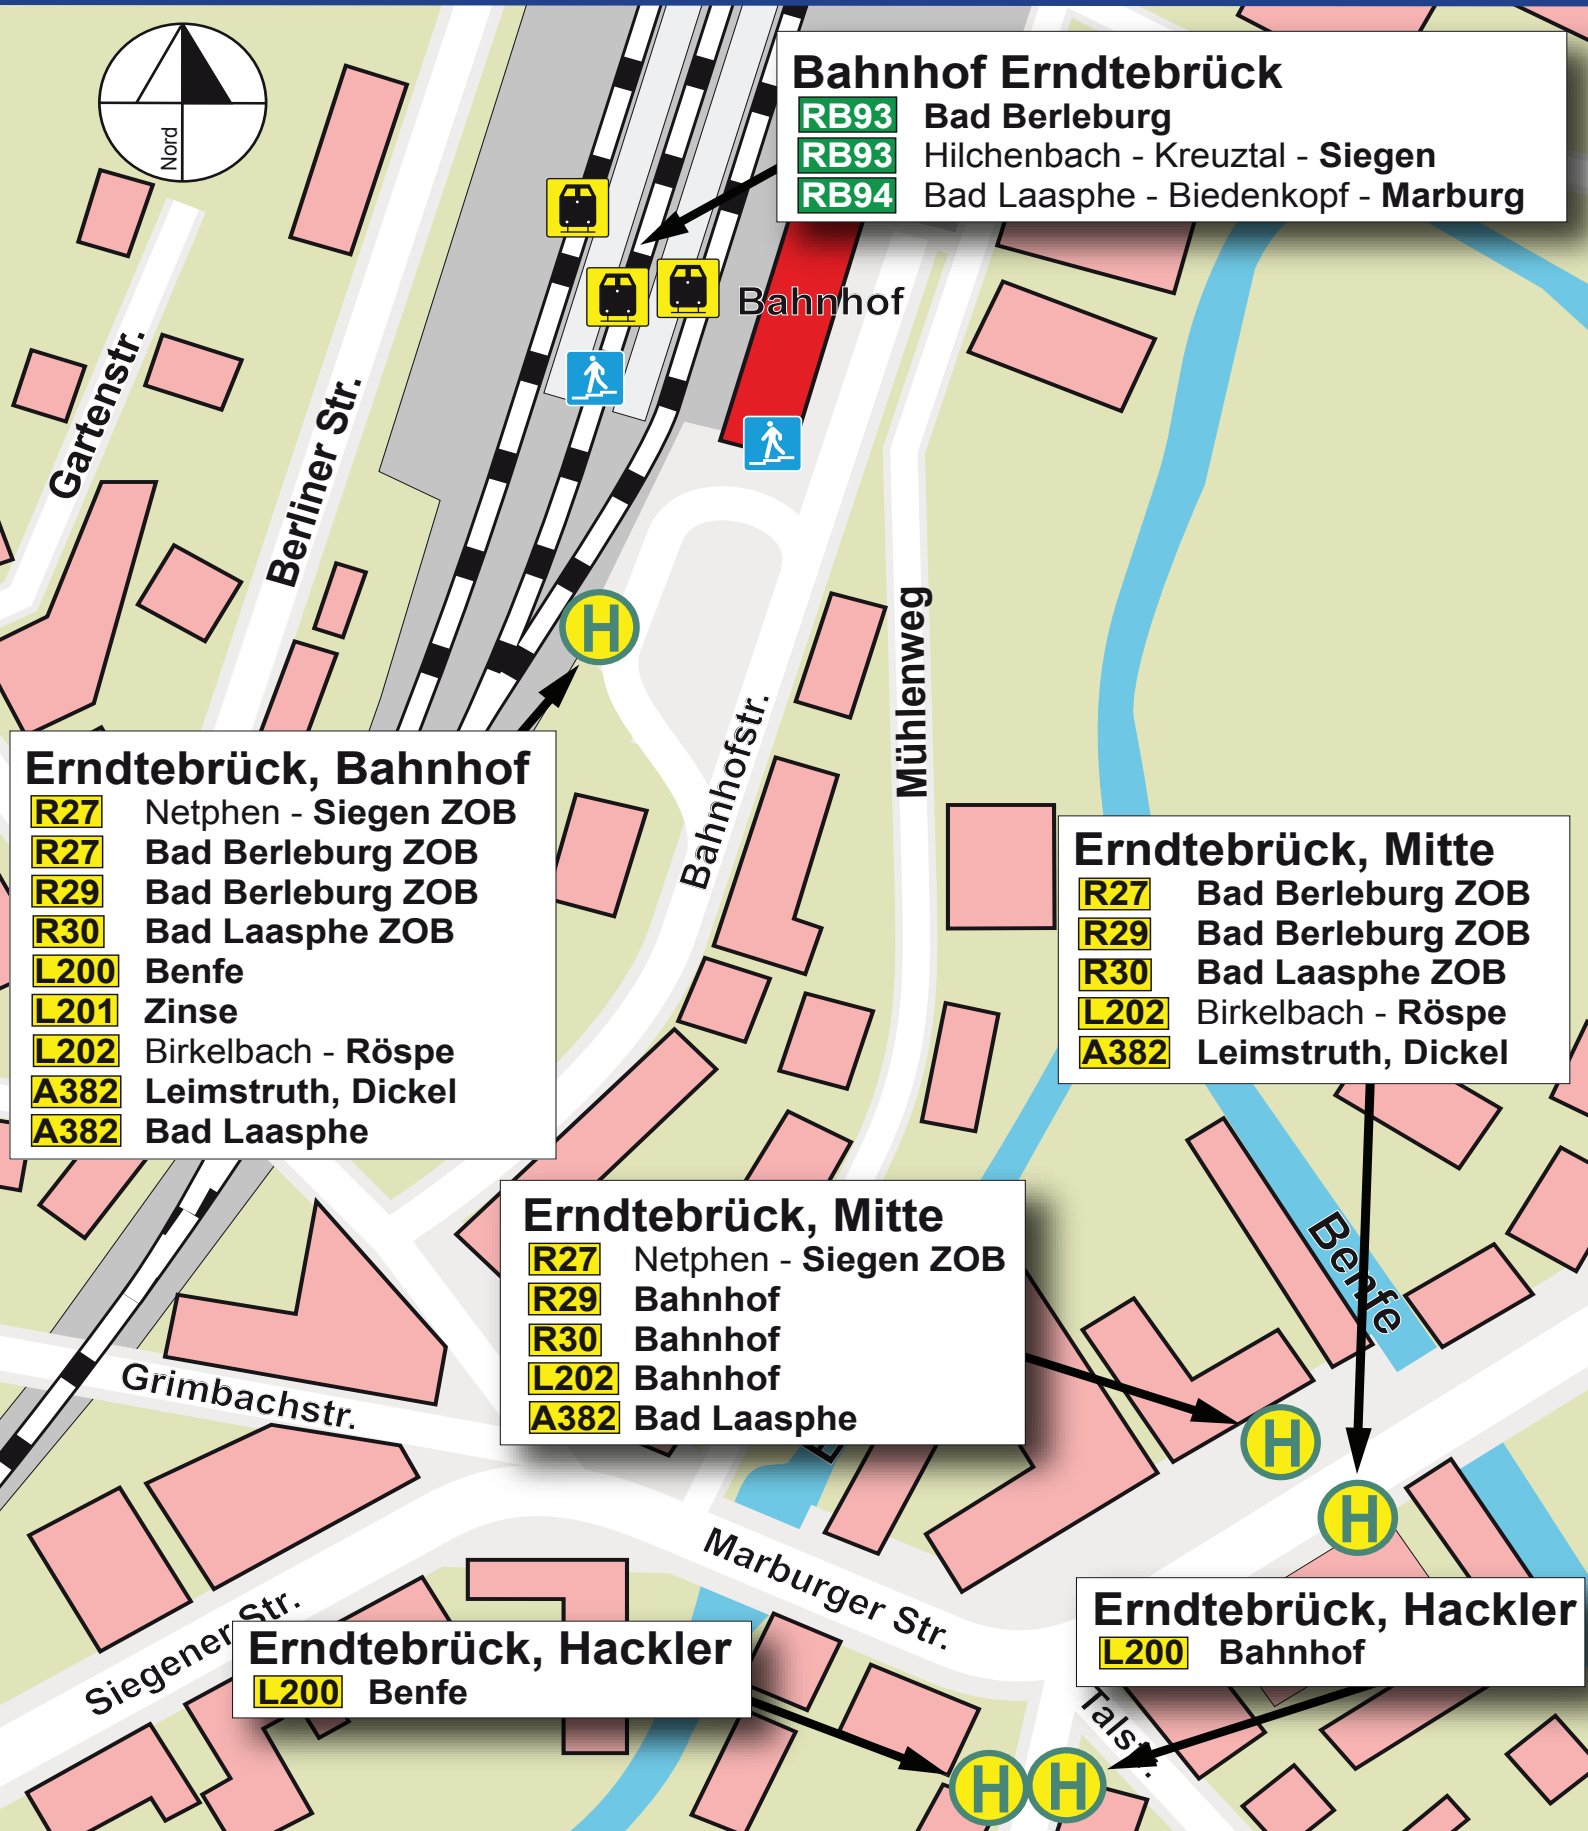 Nord
Bahnhof Erndtebrück
RB93 Bad Berleburg
RB93 Hilchenbach - Kreuztal - Siegen
RB94 Bad Laasphe - Biedenkopf - Marburg
Bahnhof
Gartenstr.
Berliner Str.
H
Mühlenweg
Bahnhofstr.
Erndtebrück, Bahnhof
R27 Netphen - Siegen ZOB
R27 Bad Berleburg ZOB
R29 Bad Berleburg ZOB
R30 Bad Laasphe ZOB
L200 Benfe
L201 Zinse
L202 Birkelbach - Röspe
A382 Leimstruth, Dickel
A382 Bad Laasphe
Erndtebrück, Mitte
R27 Bad Berleburg ZOB
R29 Bad Berleburg ZOB
R30 Bad Laasphe ZOB
L202 Birkelbach - Röspe
A382 Leimstruth, Dickel
Erndtebrück, Mitte
R27 Netphen - Siegen ZOB
R29 Bahnhof
R30 Bahnhof
L202 Bahnhof
A382 Bad Laasphe
Benfe
Grimbachstr.
H
H
Marburger Str.
Siegener Str.
Erndtebrück, Hackler
L200 Benfe
Erndtebrück, Hackler
L200 Bahnhof
Talstr.
H
H